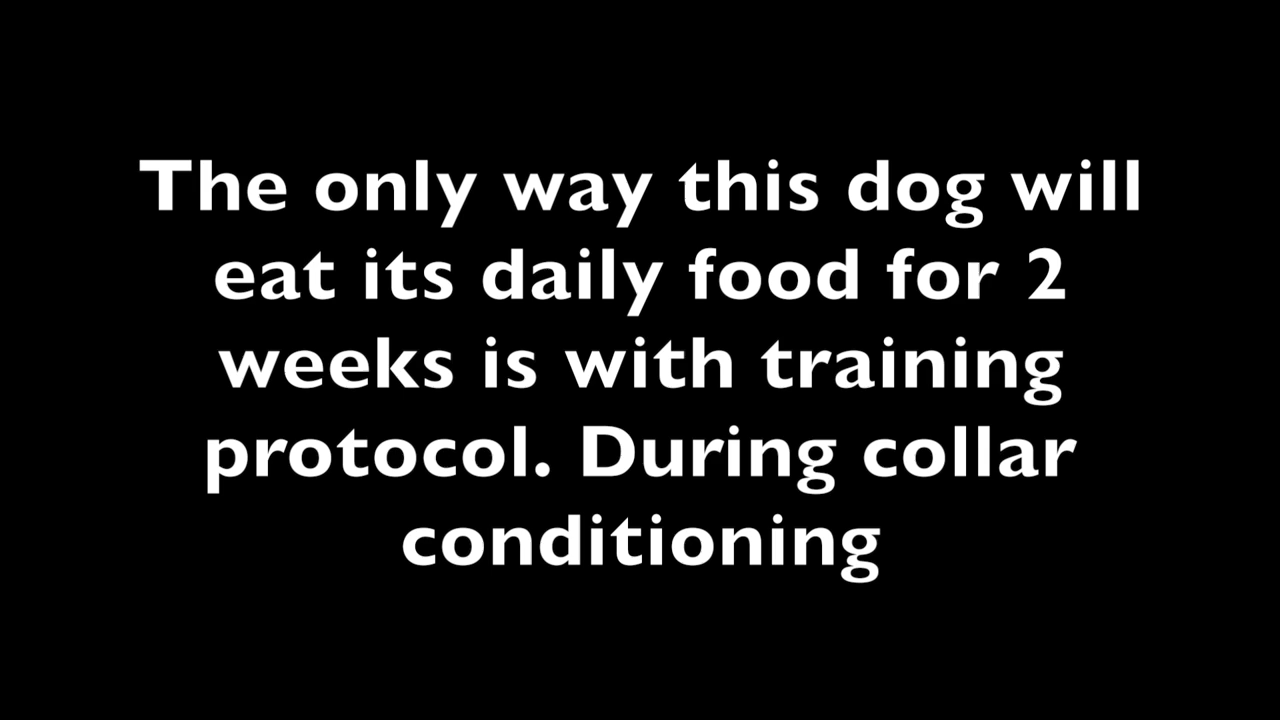 The only way this dog will
eat its daily food for 2
weeks is with training
protocol. During collar
conditioning